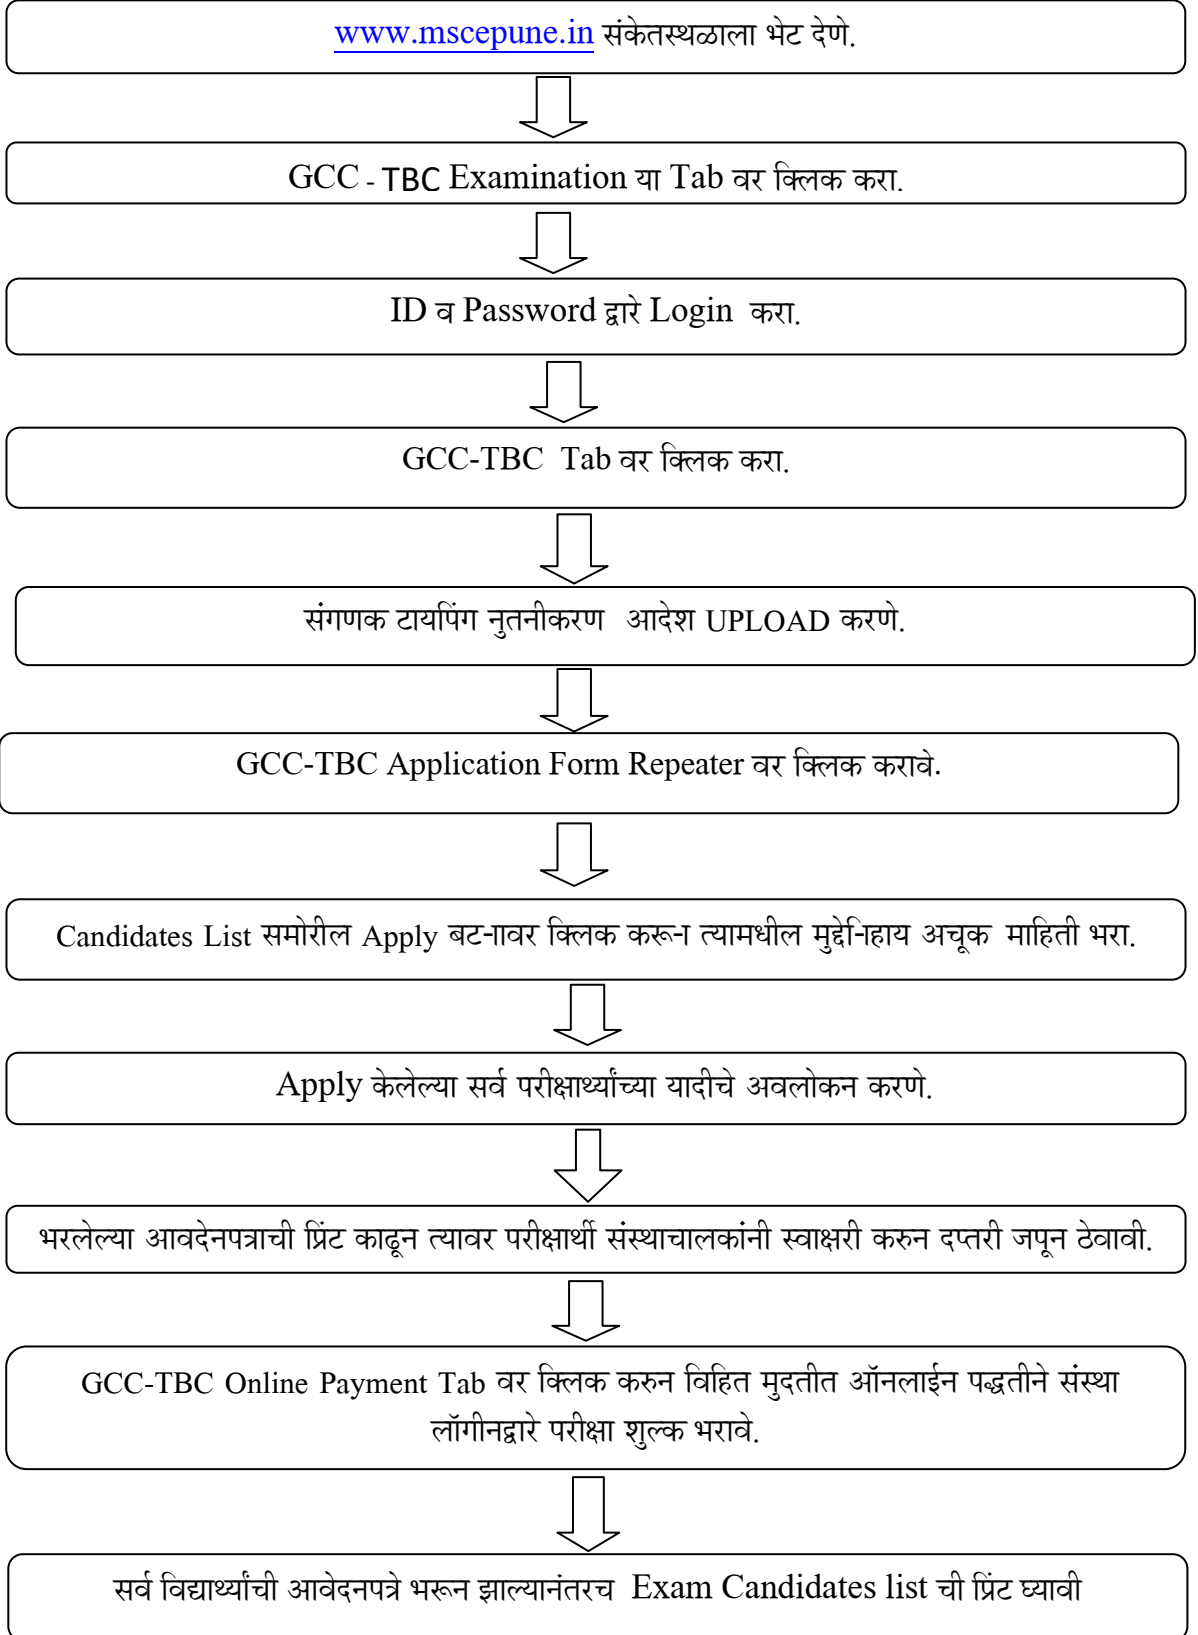 www.mscepune.in संकेतस्थळाला भेट देणे.
GCC - TBC Examination या Tab वर क्लिक करा.
ID व Password द्वारे Login करा.
GCC-TBC Tab वर क्लिक करा.
संगणक टायपिंग नुतनीकरण आदेश UPLOAD करणे.
GCC-TBC Application Form Repeater वर क्लिक करावे.
Candidates List समोरील Apply बटनावर क्लिक करून त्यामधील मुद्देनिहाय अचूक माहिती भरा.
Apply केलेल्या सर्व परीक्षार्थ्यांच्या यादीचे अवलोकन करणे.
भरलेल्या आवदेनपत्राची प्रिंट काढून त्यावर परीक्षार्थी संस्थाचालकांनी स्वाक्षरी करुन दप्तरी जपून ठेवावी.
GCC-TBC Online Payment Tab वर क्लिक करुन विहित मुदतीत ऑनलाईन पद्धतीने संस्था
लॉगीनद्वारे परीक्षा शुल्क भरावे.
सर्व विद्यार्थ्यांची आवेदनपत्रे भरून झाल्यानंतरच Exam Candidates list ची प्रिंट घ्यावी